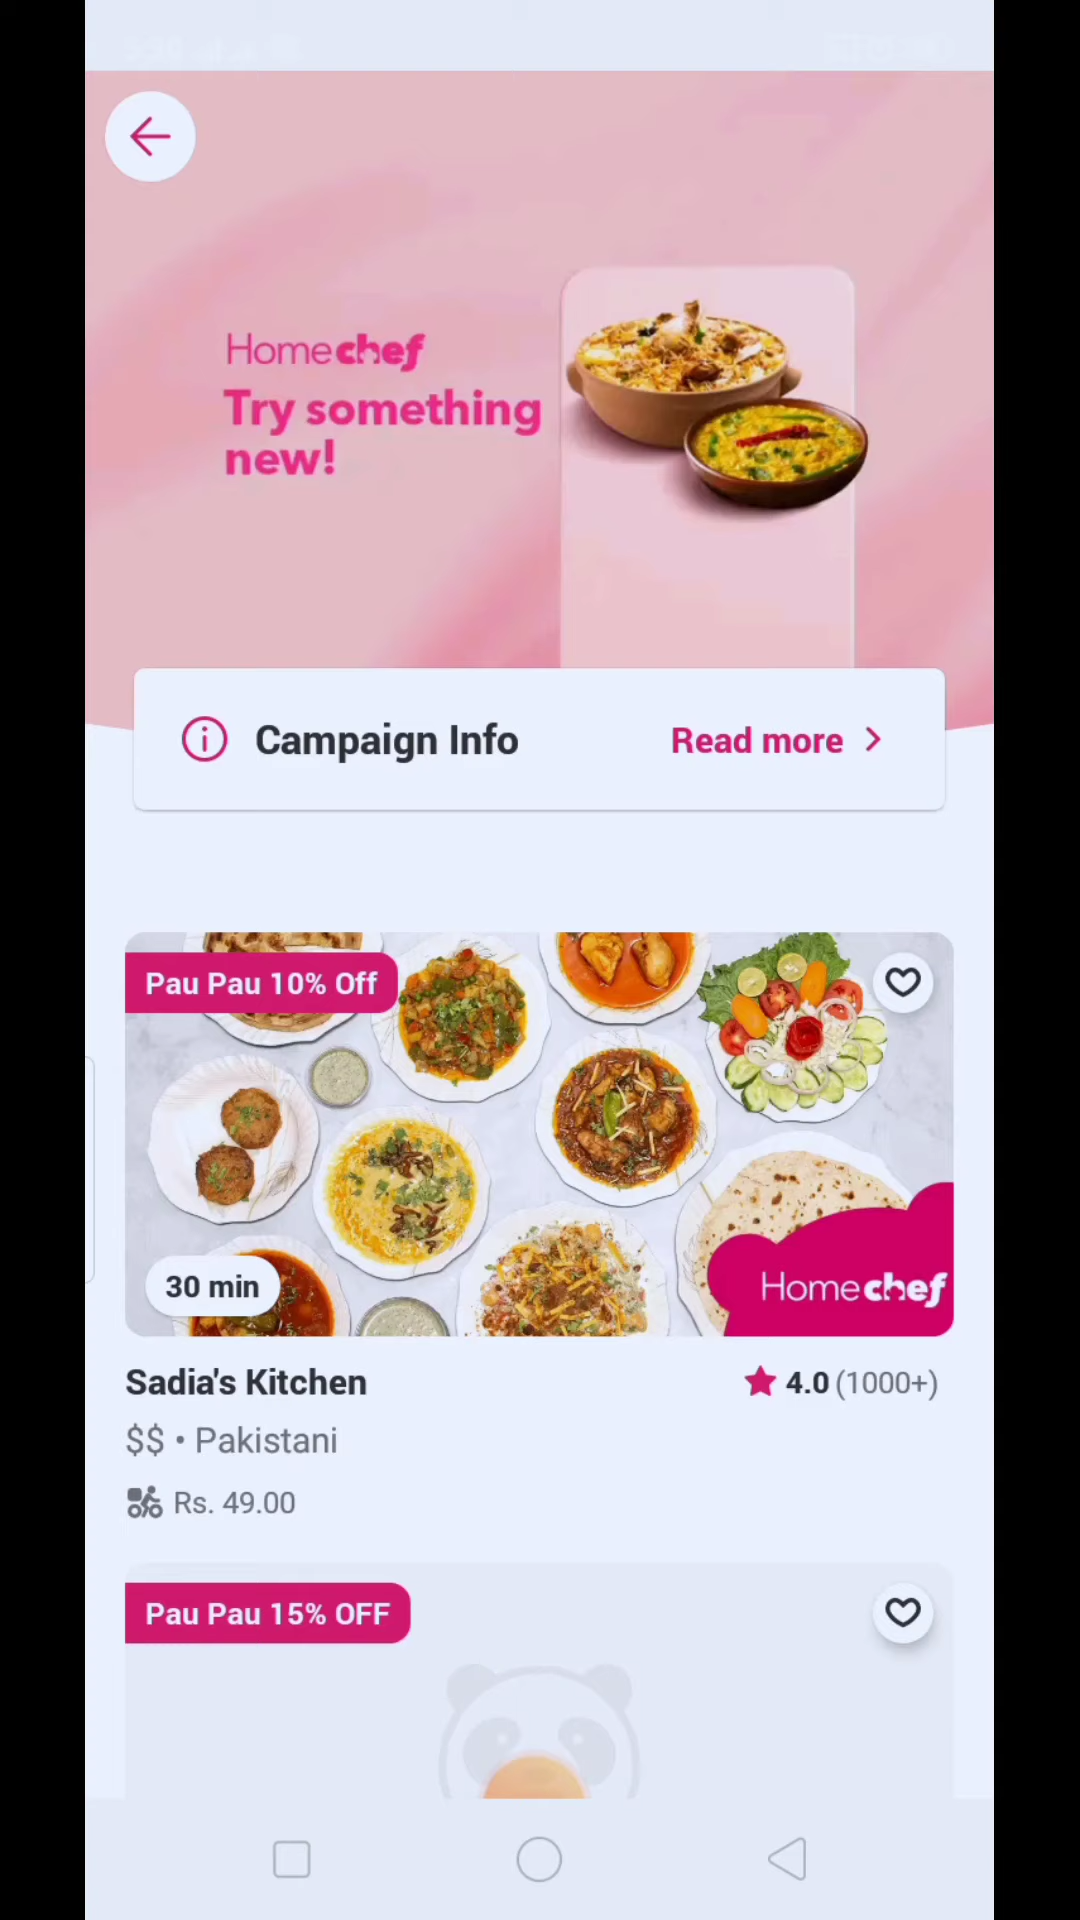 Homechef
Try something
new!
Campaign Info
Read more
Pau Pau 10% Off
30 min
Homechef
Sadia's Kitchen
4.0 (1000+)
$$ • Pakistani
Rs. 49.00
Pau Pau 15% OFF